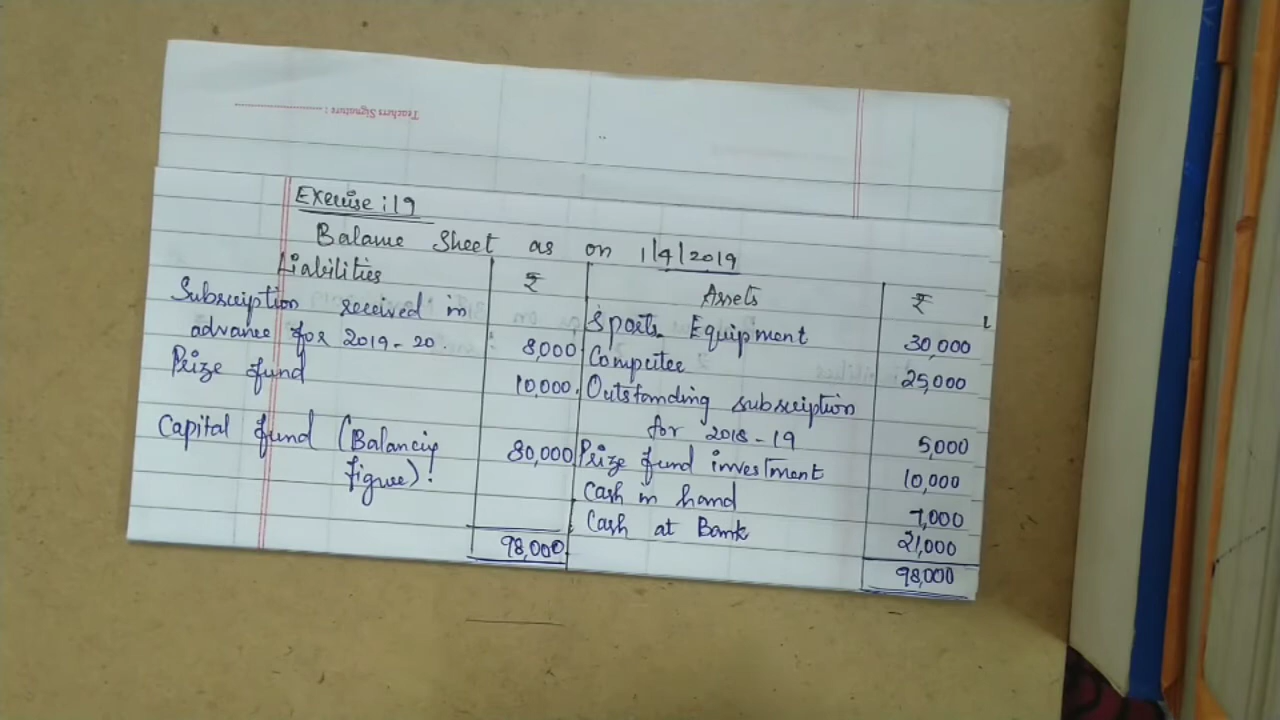 Teachers Signature : ........................
Exercise : 19
Balance Sheet as on 1/4/2019
Liabilities ₹ Assets ₹
Subscription received in
advance for 2019-20. 8,000
Sports Equipment 30,000
Prize fund 10,000
Computer 25,000
Outstanding subscription
for 2018-19 5,000
Capital fund (Balancing
figure). 80,000
Prize fund investment 10,000
Cash in hand 7,000
Cash at Bank 21,000
98,000 98,000